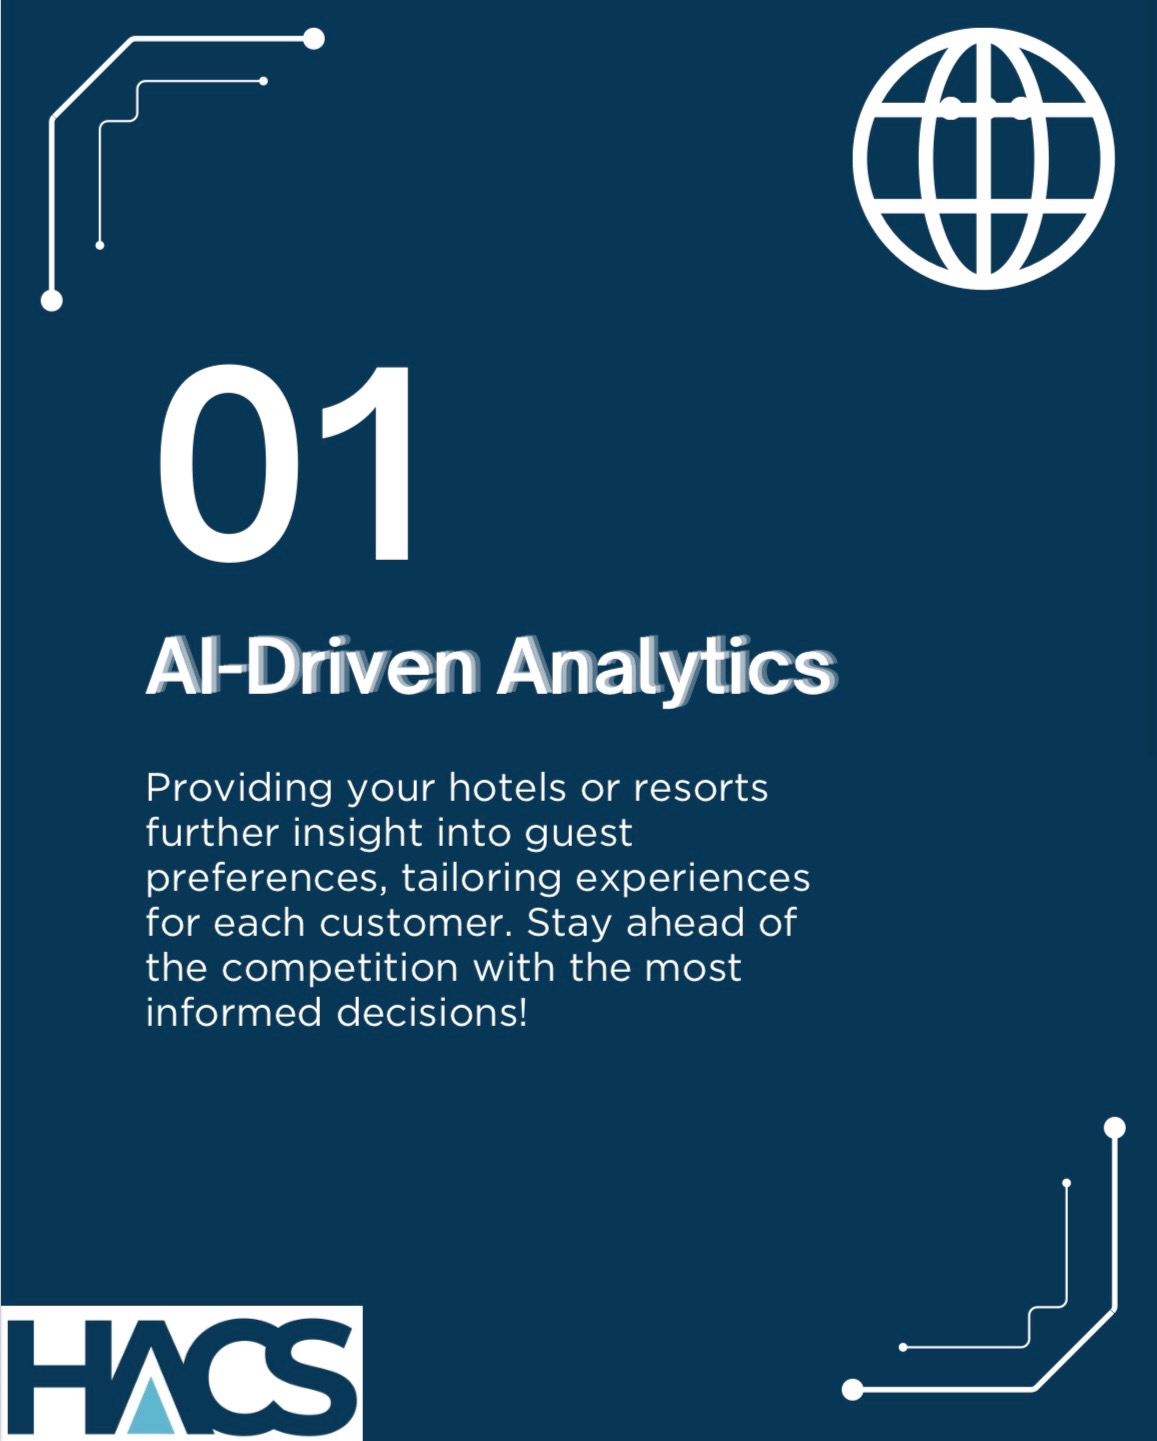 01
AI-Driven Analytics
Providing your hotels or resorts
further insight into guest
preferences, tailoring experiences
for each customer. Stay ahead of
the competition with the most
informed decisions!
HACS